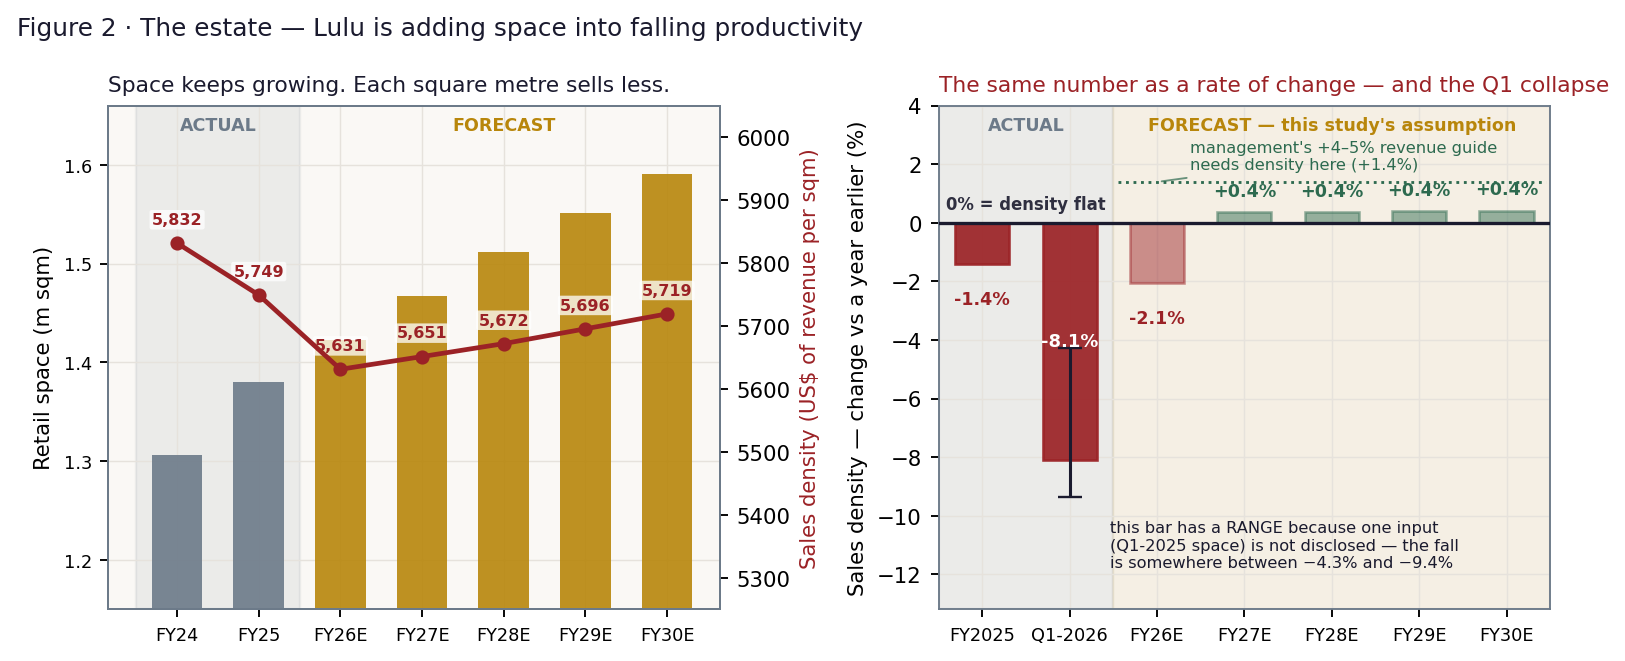 Figure 2 · The estate — Lulu is adding space into falling productivity
Space keeps growing. Each square metre sells less.
ACTUAL
FORECAST
Retail space (m sqm)
1.6
1.5
1.4
1.3
1.2
5,832
5,749
5,631
5,651
5,672
5,696
5,719
6000
5900
5800
5700
5600
5500
5400
5300
Sales density (US$ of revenue per sqm)
FY24
FY25
FY26E
FY27E
FY28E
FY29E
FY30E
The same number as a rate of change — and the Q1 collapse
ACTUAL
FORECAST — this study's assumption
management's +4–5% revenue guide
needs density here (+1.4%)
Sales density — change vs a year earlier (%)
4
2
0
−2
−4
−6
−8
−10
−12
0% = density flat
+0.4%
+0.4%
+0.4%
+0.4%
-1.4%
-8.1%
-2.1%
this bar has a RANGE because one input
(Q1-2025 space) is not disclosed — the fall
is somewhere between −4.3% and −9.4%
FY2025
Q1-2026
FY26E
FY27E
FY28E
FY29E
FY30E